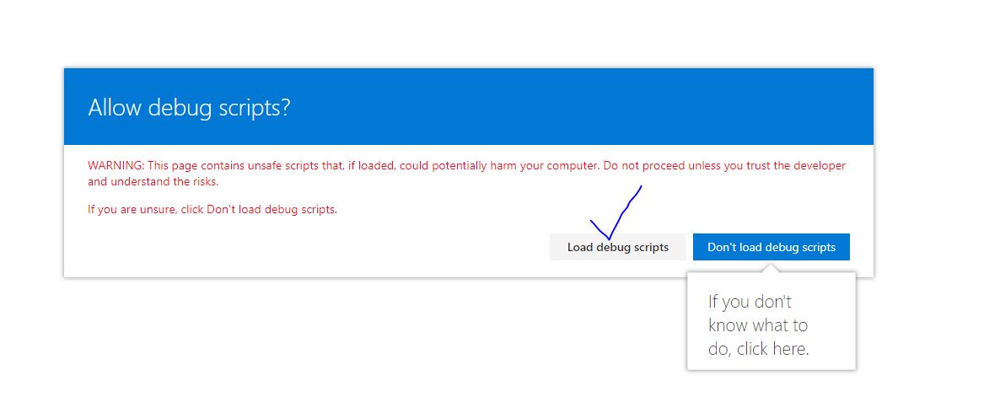 Allow debug scripts?
WARNING: This page contains unsafe scripts that, if loaded, could potentially harm your computer. Do not proceed unless you trust the developer
and understand the risks.
If you are unsure, click Don't load debug scripts.
Load debug scripts
Don't load debug scripts
If you don't
know what to
do, click here.